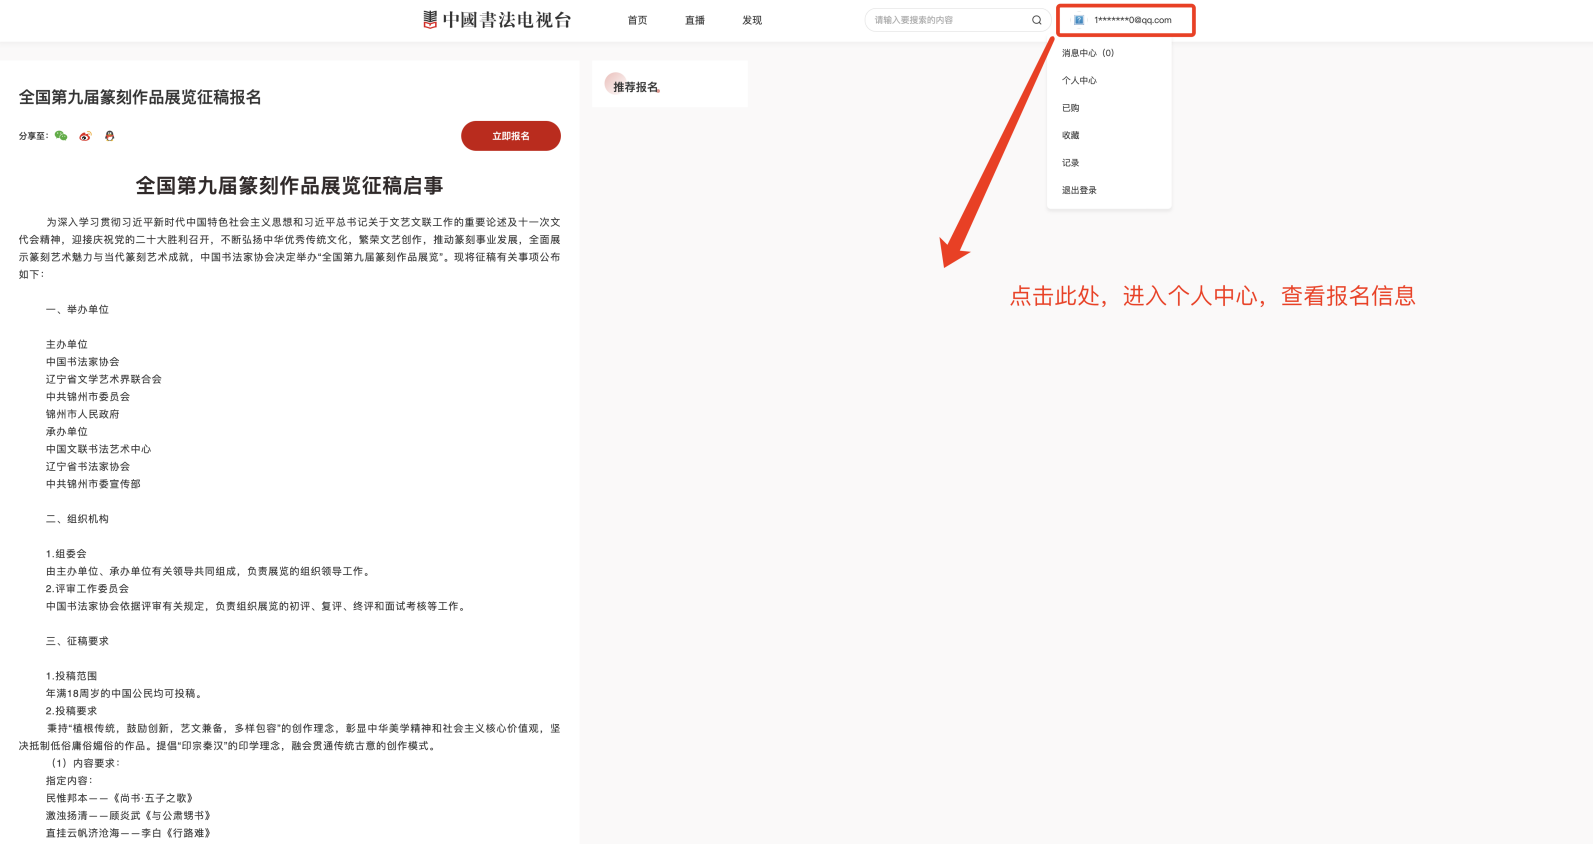 中國書法电视台
首页
直播
发现
请输入要搜索的内容
1*******0@qq.com
消息中心（0）
个人中心
已购
收藏
记录
退出登录
全国第九届篆刻作品展览征稿报名
分享至:
立即报名
推荐报名
点击此处，进入个人中心，查看报名信息
全国第九届篆刻作品展览征稿启事
为深入学习贯彻习近平新时代中国特色社会主义思想和习近平总书记关于文艺文联工作的重要论述及十一次文
代会精神，迎接庆祝党的二十大胜利召开，不断弘扬中华优秀传统文化，繁荣文艺创作，推动篆刻事业发展，全面展
示篆刻艺术魅力与当代篆刻艺术成就，中国书法家协会决定举办“全国第九届篆刻作品展览”。现将征稿有关事项公布
如下：
一、举办单位
主办单位
中国书法家协会
辽宁省文学艺术界联合会
中共锦州市委员会
锦州市人民政府
承办单位
中国文联书法艺术中心
辽宁省书法家协会
中共锦州市委宣传部
二、组织机构
1.组委会
由主办单位、承办单位有关领导共同组成，负责展览的组织领导工作。
2.评审工作委员会
中国书法家协会依据评审有关规定，负责组织展览的初评、复评、终评和面试考核等工作。
三、征稿要求
1.投稿范围
年满18周岁的中国公民均可投稿。
2.投稿要求
秉持“植根传统，鼓励创新，艺文兼备，多样包容”的创作理念，彰显中华美学精神和社会主义核心价值观，坚
决抵制低俗庸俗媚俗的作品。提倡“印宗秦汉”的印学理念，融会贯通传统古意的创作模式。
（1）内容要求：
指定内容：
民惟邦本——《尚书·五子之歌》
激浊扬清——顾炎武《与公肃甥书》
直挂云帆济沧海——李白《行路难》